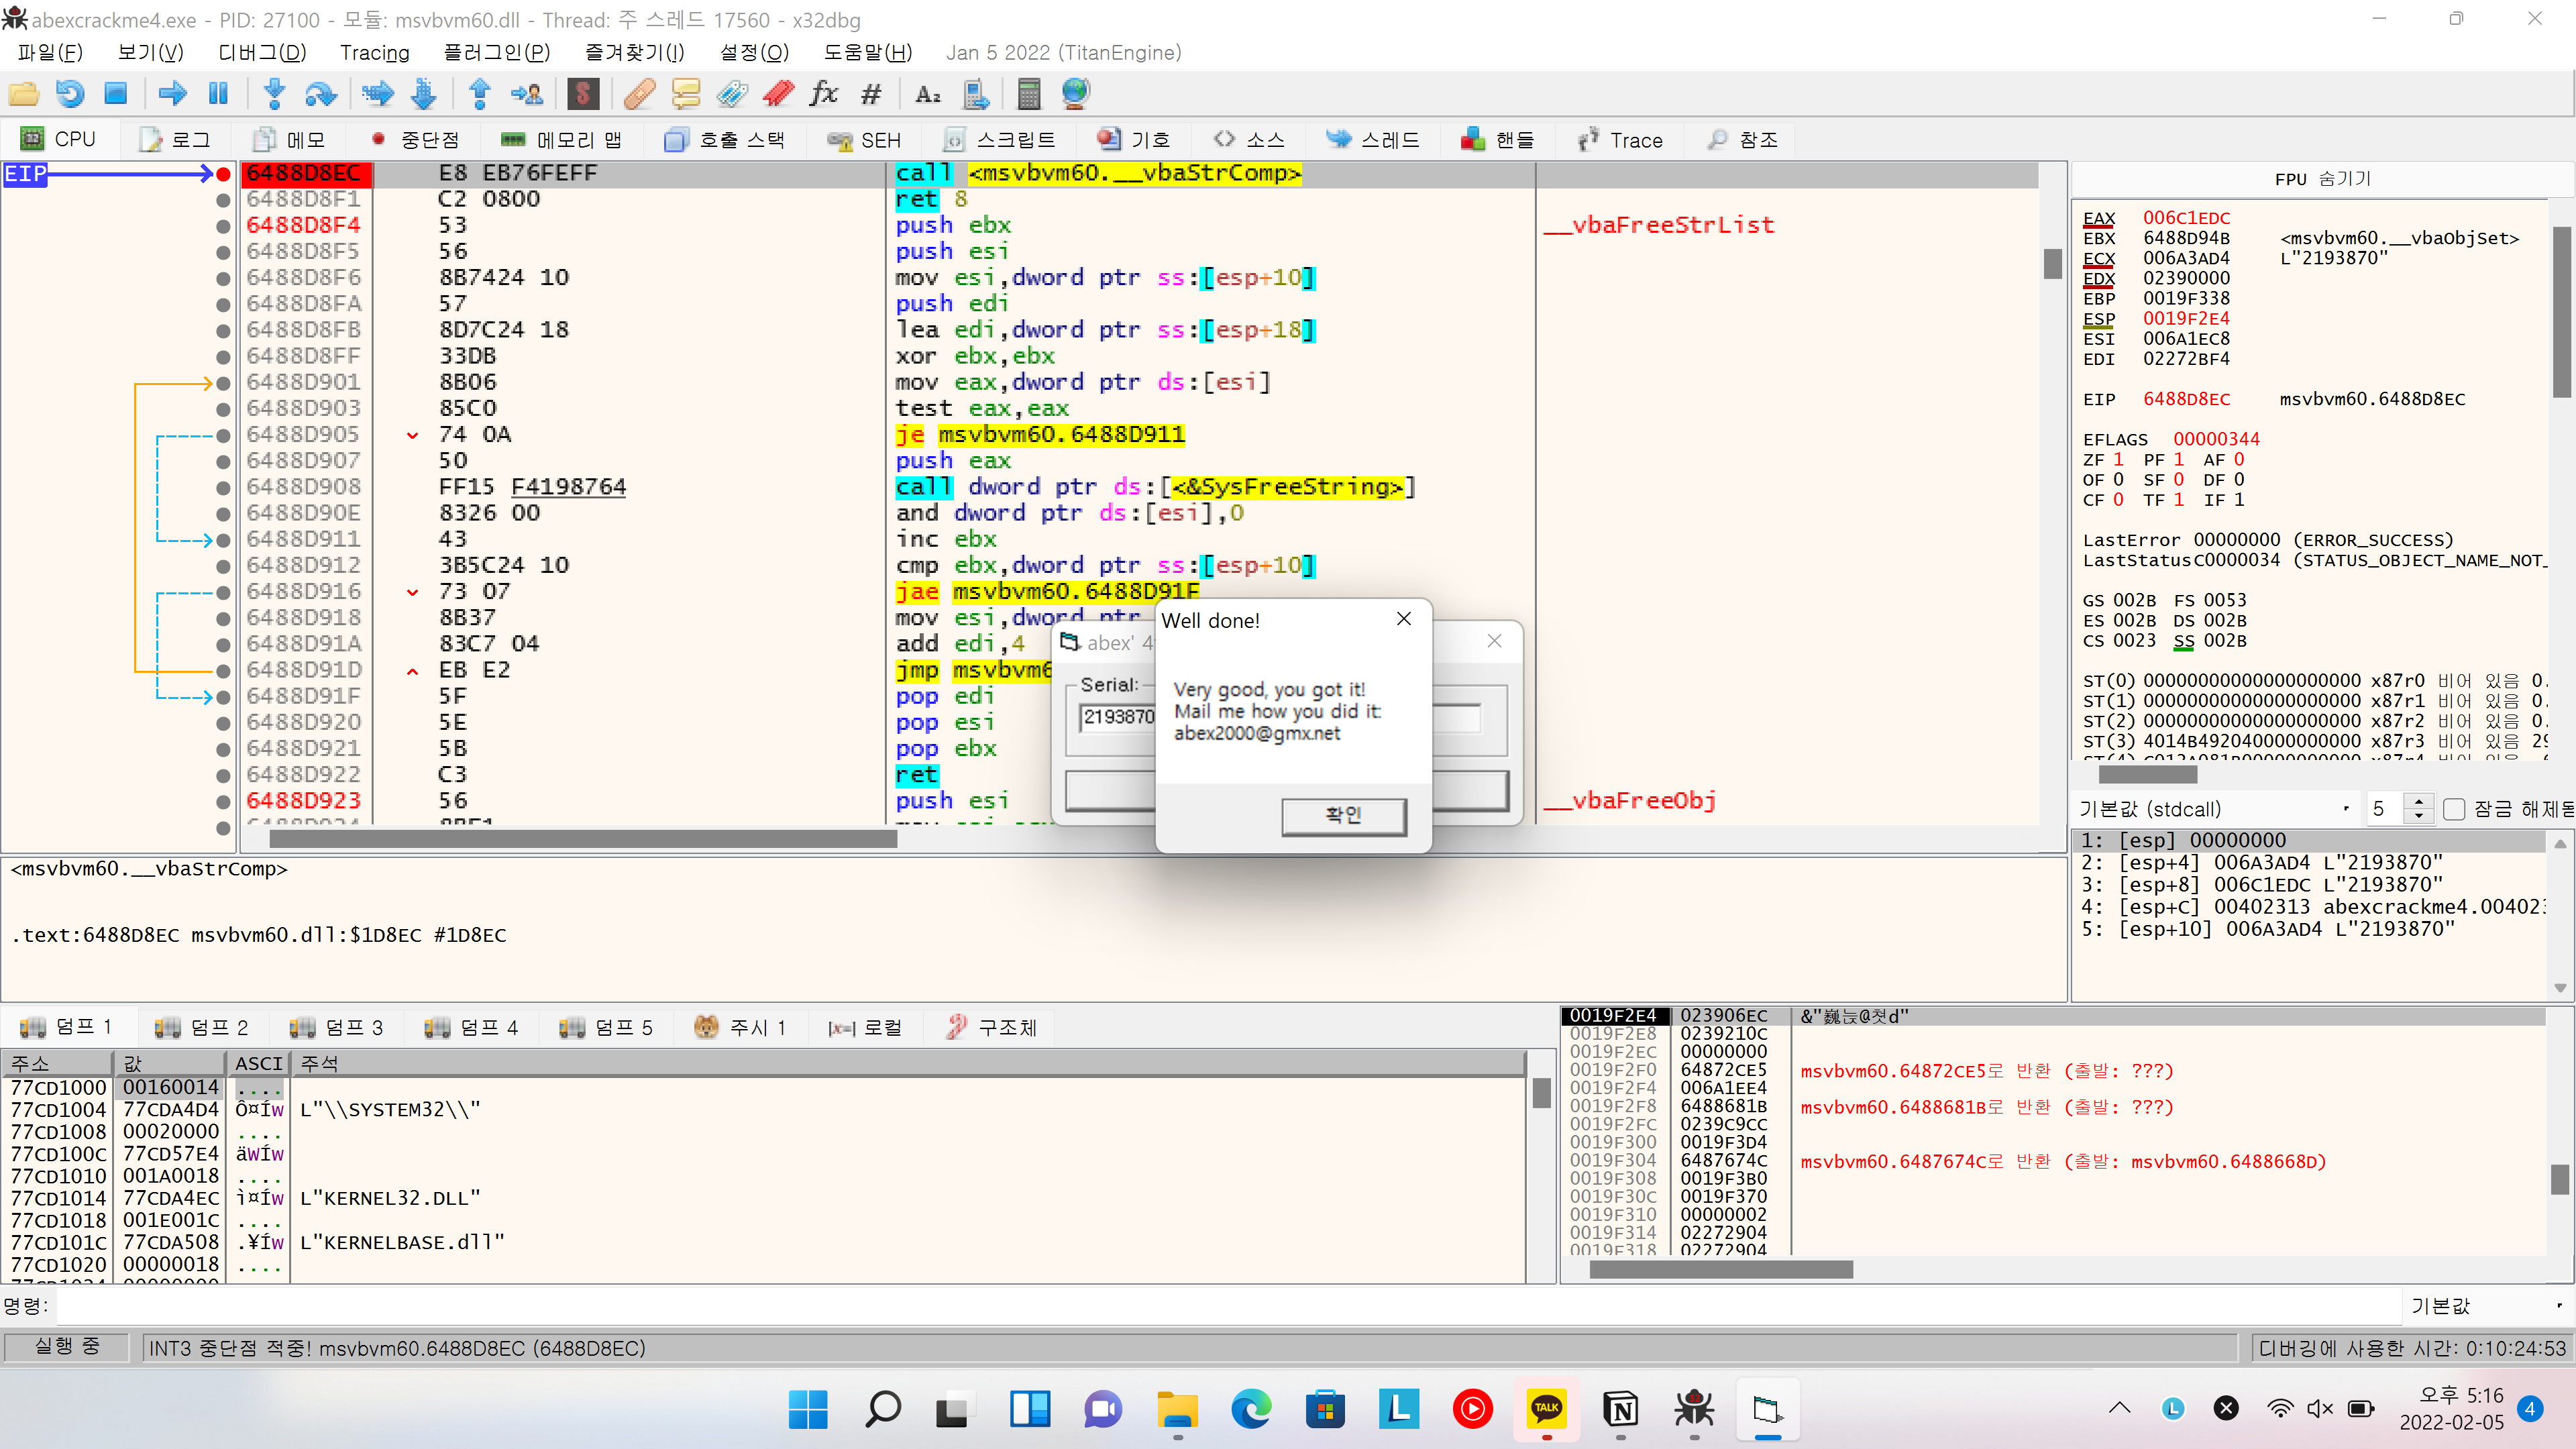 abexcrackme4.exe - PID: 27100 - 모듈: msvbvm60.dll - Thread: 주 스레드 17560 - x32dbg
파일(F) 보기(V) 디버그(D) Tracing 플러그인(P) 즐겨찾기(I) 설정(O) 도움말(H) Jan 5 2022 (TitanEngine)
CPU 로그 메모 중단점 메모리 맵 호출 스택 SEH 스크립트 기호 소스 스레드 핸들 Trace 참조
EIP 6488D8EC E8 EB76FEFF call <msvbvm60.__vbaStrComp>
6488D8F1 C2 0800 ret 8
6488D8F4 53 push ebx __vbaFreeStrList
6488D8F5 56 push esi
6488D8F6 8B7424 10 mov esi,dword ptr ss:[esp+10]
6488D8FA 57 push edi
6488D8FB 8D7C24 18 lea edi,dword ptr ss:[esp+18]
6488D8FF 33DB xor ebx,ebx
6488D901 8B06 mov eax,dword ptr ds:[esi]
6488D903 85C0 test eax,eax
6488D905 74 0A je msvbvm60.6488D911
6488D907 50 push eax
6488D908 FF15 F4198764 call dword ptr ds:[<&SysFreeString>]
6488D90E 8326 00 and dword ptr ds:[esi],0
6488D911 43 inc ebx
6488D912 3B5C24 10 cmp ebx,dword ptr ss:[esp+10]
6488D916 73 07 jae msvbvm60.6488D91F
6488D918 8B37 mov esi,dword ptr
6488D91A 83C7 04 add edi,4
6488D91D EB E2 jmp msvbvm6
6488D91F 5F pop edi
6488D920 5E pop esi
6488D921 5B pop ebx
6488D922 C3 ret
6488D923 56 push esi __vbaFreeObj
abex' 4
Serial:
2193870
Well done!
Very good, you got it!
Mail me how you did it:
abex2000@gmx.net
확인
FPU 숨기기
EAX 006C1EDC
EBX 6488D94B <msvbvm60.__vbaObjSet>
ECX 006A3AD4 L"2193870"
EDX 02390000
EBP 0019F338
ESP 0019F2E4
ESI 006A1EC8
EDI 02272BF4
EIP 6488D8EC msvbvm60.6488D8EC
EFLAGS 00000344
ZF 1 PF 1 AF 0
OF 0 SF 0 DF 0
CF 0 TF 1 IF 1
LastError 00000000 (ERROR_SUCCESS)
LastStatus C0000034 (STATUS_OBJECT_NAME_NOT_
GS 002B FS 0053
ES 002B DS 002B
CS 0023 SS 002B
ST(0) 00000000000000000000 x87r0 비어 있음 0.
ST(1) 00000000000000000000 x87r1 비어 있음 0.
ST(2) 00000000000000000000 x87r2 비어 있음 0.
ST(3) 4014B492040000000000 x87r3 비어 있음 29
기본값 (stdcall) 5 잠금 해제됨
1: [esp] 00000000
2: [esp+4] 006A3AD4 L"2193870"
3: [esp+8] 006C1EDC L"2193870"
4: [esp+C] 00402313 abexcrackme4.00402
5: [esp+10] 006A3AD4 L"2193870"
<msvbvm60.__vbaStrComp>
.text:6488D8EC msvbvm60.dll:$1D8EC #1D8EC
덤프 1 덤프 2 덤프 3 덤프 4 덤프 5 주시 1 로컬 구조체
주소 값 ASCI 주석
77CD1000 00160014 ....
77CD1004 77CDA4D4 Ô¤Íw L"\\SYSTEM32\\"
77CD1008 00020000 ....
77CD100C 77CD57E4 äWÍw
77CD1010 001A0018 ....
77CD1014 77CDA4EC ì¤Íw L"KERNEL32.DLL"
77CD1018 001E001C ....
77CD101C 77CDA508 .¥Íw L"KERNELBASE.dll"
77CD1020 00000018 ....
0019F2E4 023906EC
0019F2E8 0239210C
0019F2EC 00000000
0019F2F0 64872CE5 msvbvm60.64872CE5로 반환 (출발: ???)
0019F2F4 006A1EE4
0019F2F8 6488681B msvbvm60.6488681B로 반환 (출발: ???)
0019F2FC 0239C9CC
0019F300 0019F3D4
0019F304 6487674C msvbvm60.6487674C로 반환 (출발: msvbvm60.6488668D)
0019F308 0019F3B0
0019F30C 0019F370
0019F310 00000002
0019F314 02272904
0019F318 02272904
명령: 기본값
실행 중 INT3 중단점 적중! msvbvm60.6488D8EC (6488D8EC) 디버깅에 사용한 시간: 0:10:24:53
TALK
오후 5:16
2022-02-05
4